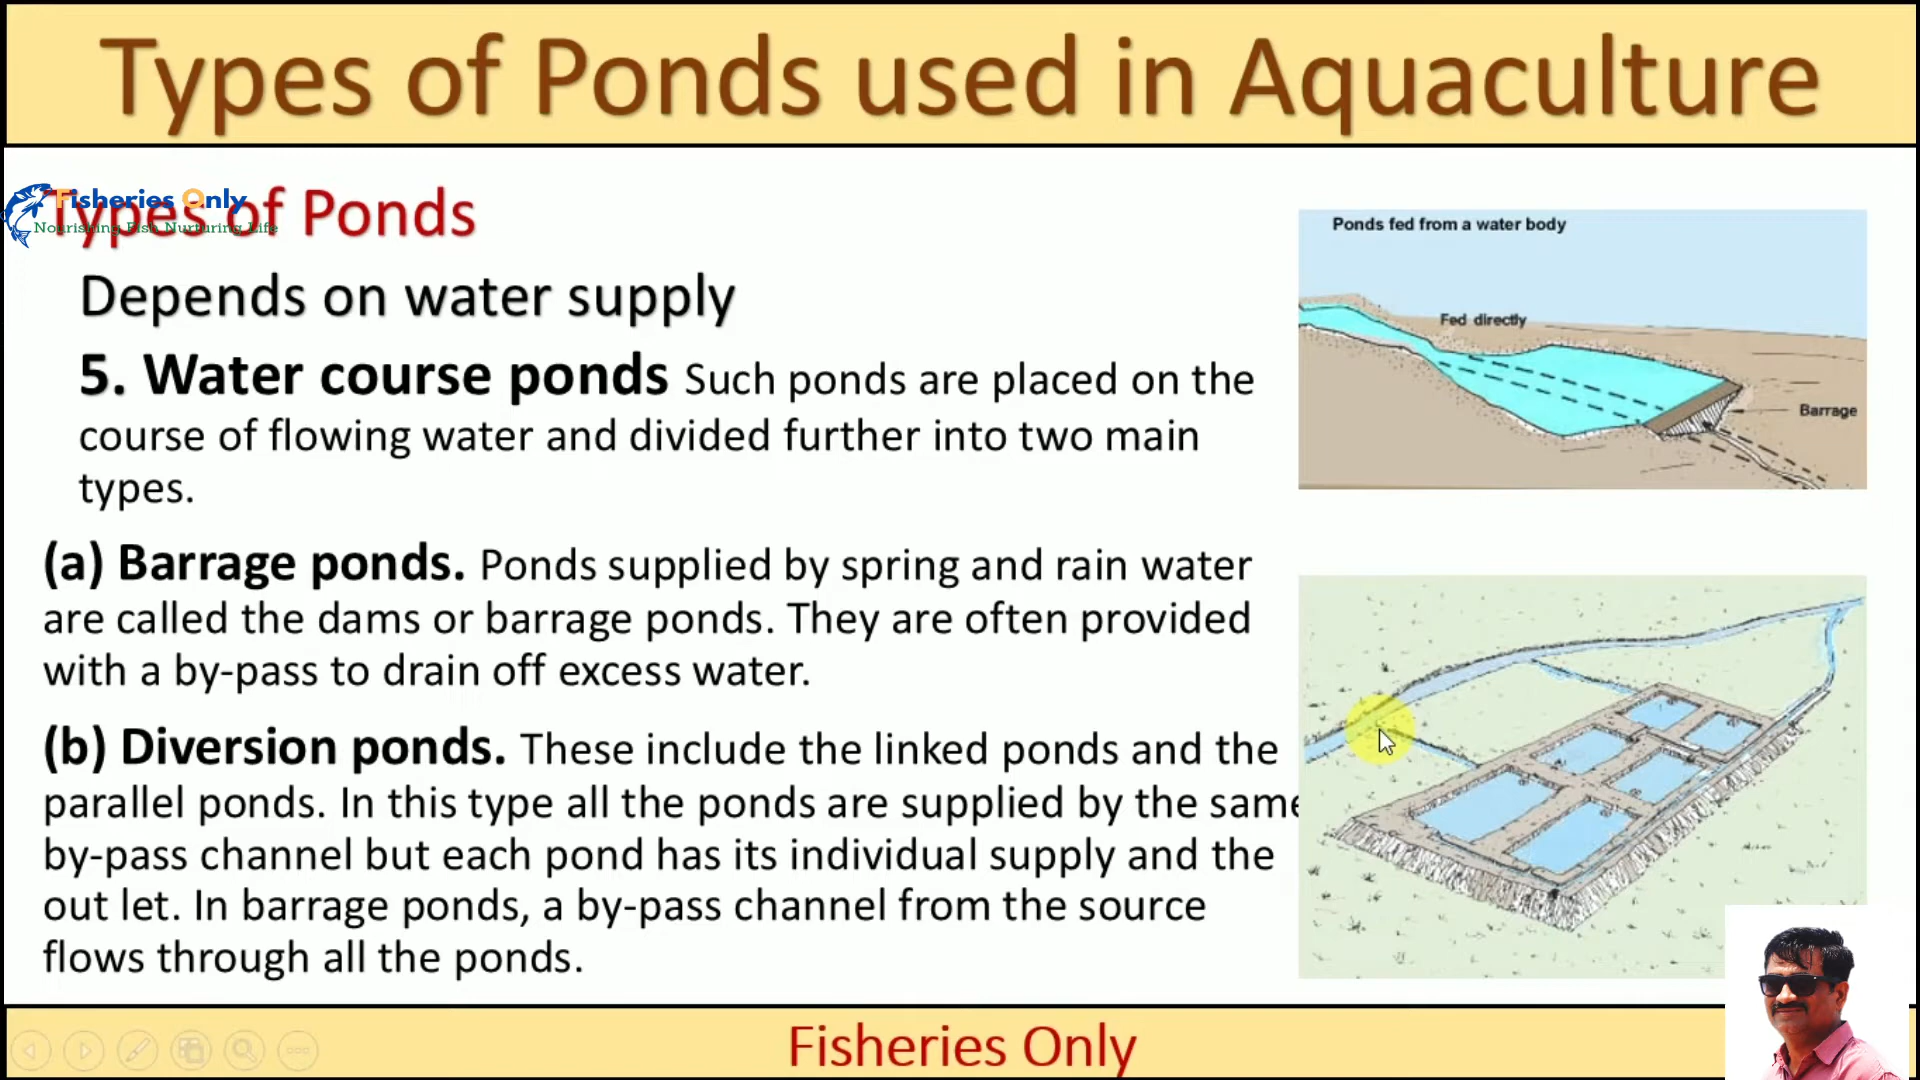 Types of Ponds used in Aquaculture
Fisheries Only
Nourishing Fish Nurturing Life
Types of Ponds
Depends on water supply
5. Water course ponds Such ponds are placed on the
course of flowing water and divided further into two main
types.
(a) Barrage ponds. Ponds supplied by spring and rain water
are called the dams or barrage ponds. They are often provided
with a by-pass to drain off excess water.
(b) Diversion ponds. These include the linked ponds and the
parallel ponds. In this type all the ponds are supplied by the same
by-pass channel but each pond has its individual supply and the
out let. In barrage ponds, a by-pass channel from the source
flows through all the ponds.
Ponds fed from a water body
Fed directly
Barrage
Fisheries Only